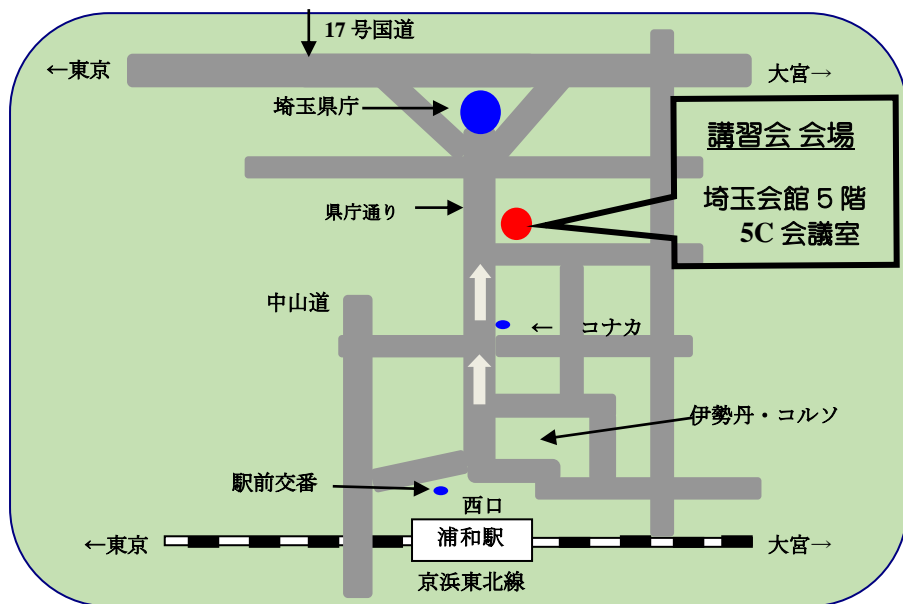 17 号国道
←東京
大宮→
埼玉県庁
講習会 会場
埼玉会館 5 階
5C 会議室
県庁通り
中山道
← コナカ
伊勢丹・コルソ
駅前交番
西口
←東京
浦和駅
大宮→
京浜東北線